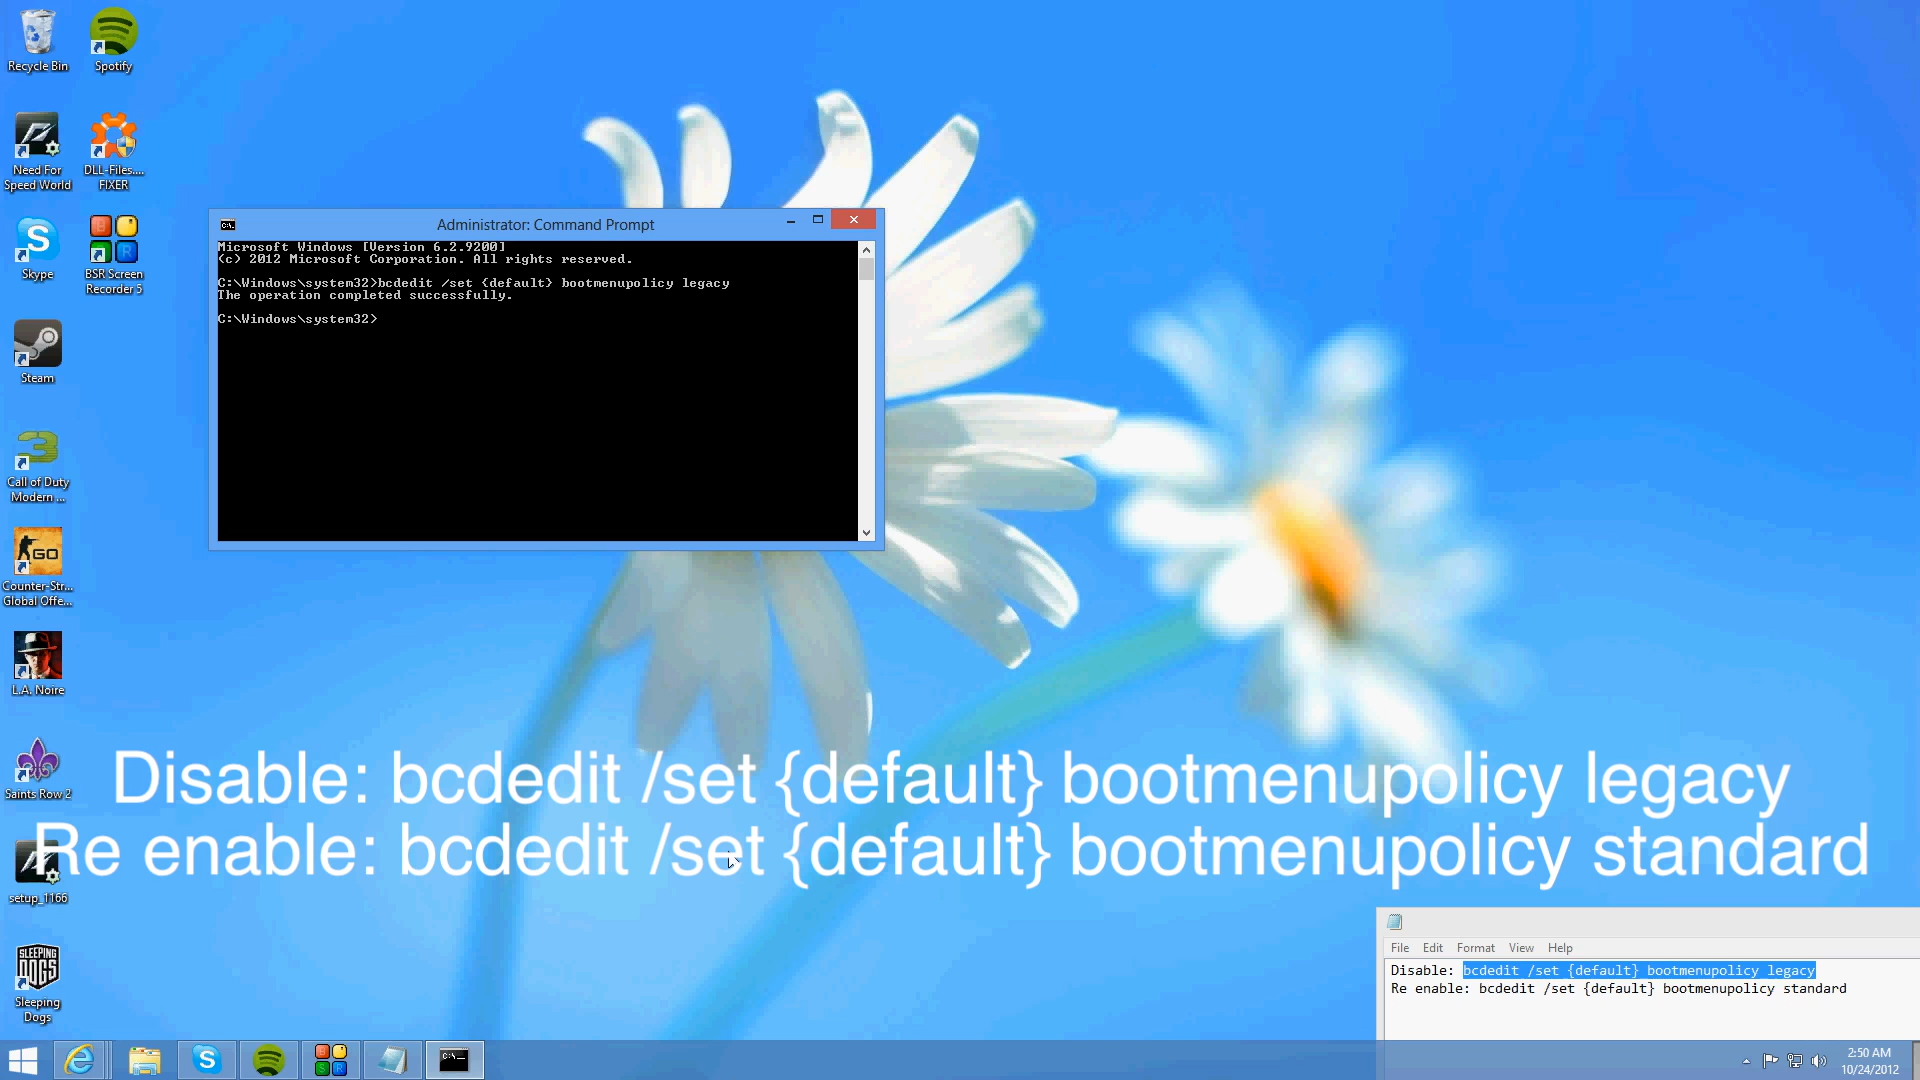 Recycle Bin
Spotify
Need For
Speed World
DLL-Files....
FIXER
Skype
BSR Screen
Recorder 5
Steam
Call of Duty
Modern ...
GO
Counter-Str...
Global Offe...
L.A. Noire
Saints Row 2
setup_1166
SLEEPING
DOGS
Sleeping
Dogs
Administrator: Command Prompt
Microsoft Windows [Version 6.2.9200]
(c) 2012 Microsoft Corporation. All rights reserved.
C:\Windows\system32>bcdedit /set {default} bootmenupolicy legacy
The operation completed successfully.
C:\Windows\system32>
Disable: bcdedit /set {default} bootmenupolicy legacy
Re enable: bcdedit /set {default} bootmenupolicy standard
File Edit Format View Help
Disable: bcdedit /set {default} bootmenupolicy legacy
Re enable: bcdedit /set {default} bootmenupolicy standard
2:50 AM
10/24/2012